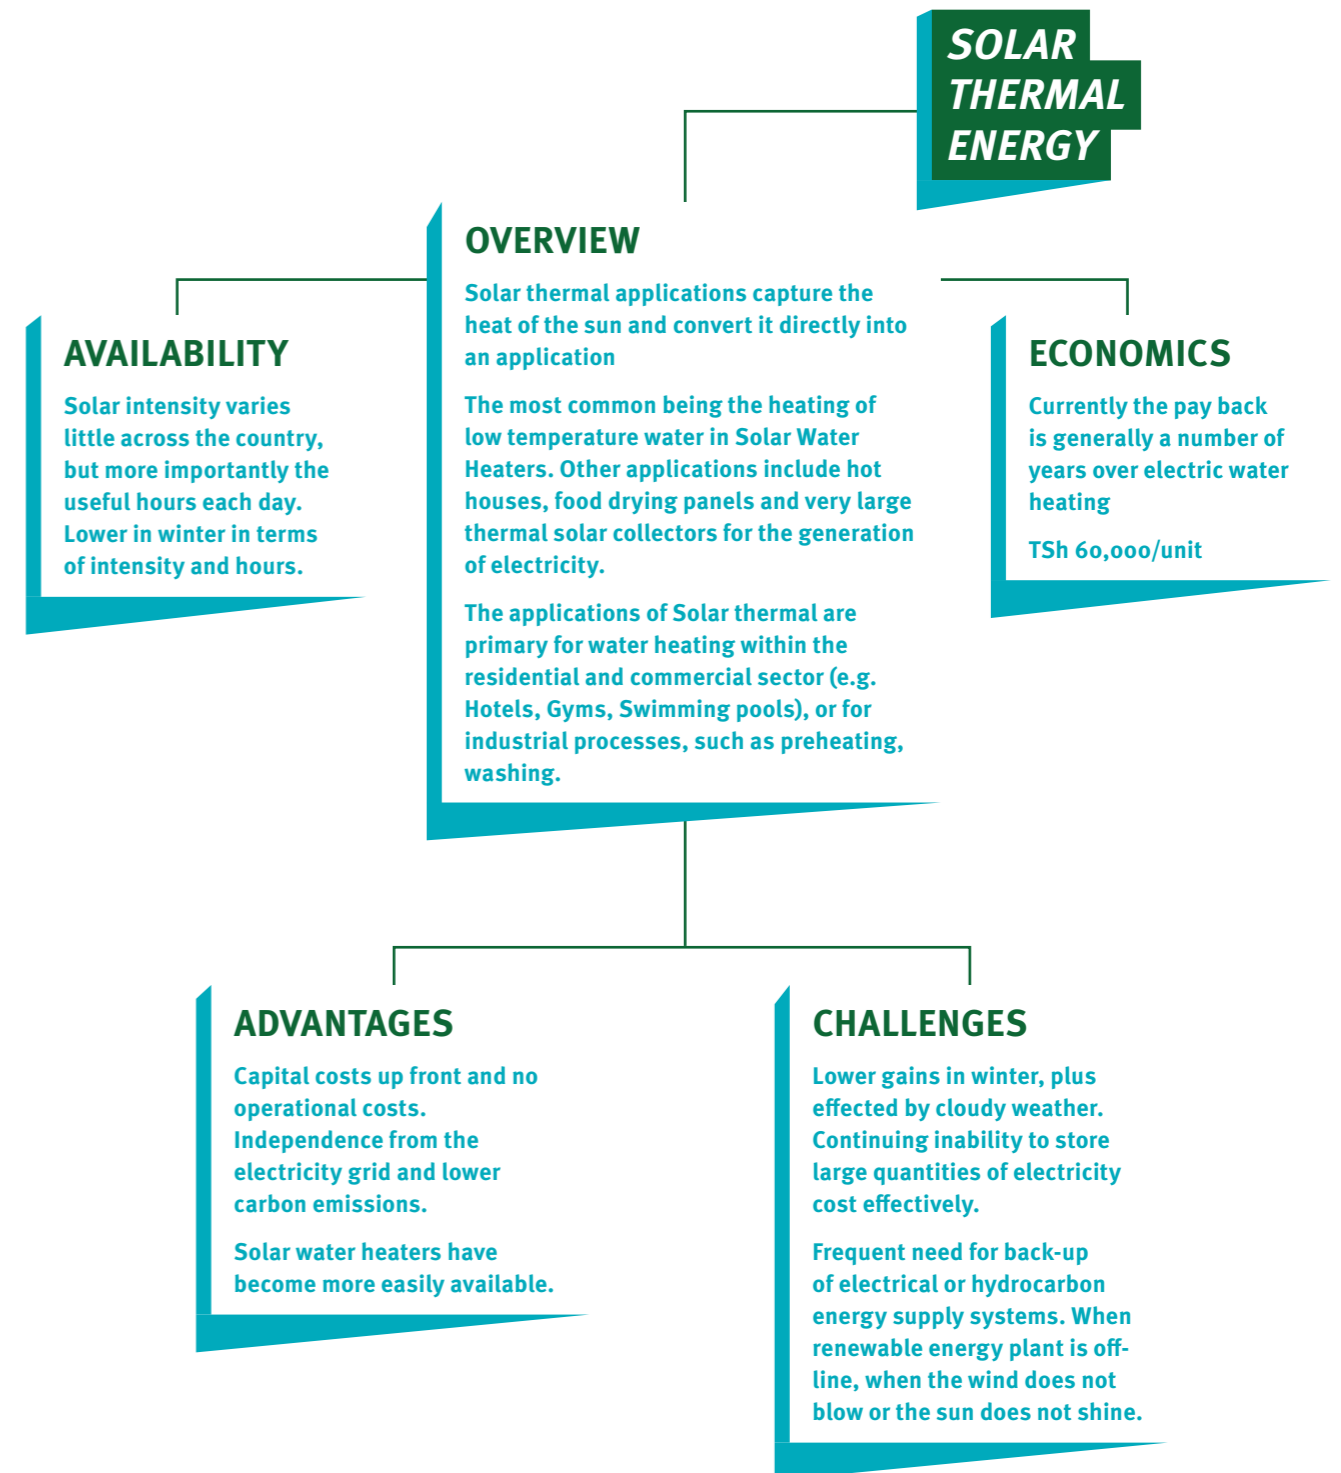 SOLAR
THERMAL
ENERGY
OVERVIEW
Solar thermal applications capture the
heat of the sun and convert it directly into
an application
The most common being the heating of
low temperature water in Solar Water
Heaters. Other applications include hot
houses, food drying panels and very large
thermal solar collectors for the generation
of electricity.
The applications of Solar thermal are
primary for water heating within the
residential and commercial sector (e.g.
Hotels, Gyms, Swimming pools), or for
industrial processes, such as preheating,
washing.
AVAILABILITY
Solar intensity varies
little across the country,
but more importantly the
useful hours each day.
Lower in winter in terms
of intensity and hours.
ECONOMICS
Currently the pay back
is generally a number of
years over electric water
heating
TSh 60,000/unit
ADVANTAGES
Capital costs up front and no
operational costs.
Independence from the
electricity grid and lower
carbon emissions.
Solar water heaters have
become more easily available.
CHALLENGES
Lower gains in winter, plus
effected by cloudy weather.
Continuing inability to store
large quantities of electricity
cost effectively.
Frequent need for back-up
of electrical or hydrocarbon
energy supply systems. When
renewable energy plant is off-
line, when the wind does not
blow or the sun does not shine.